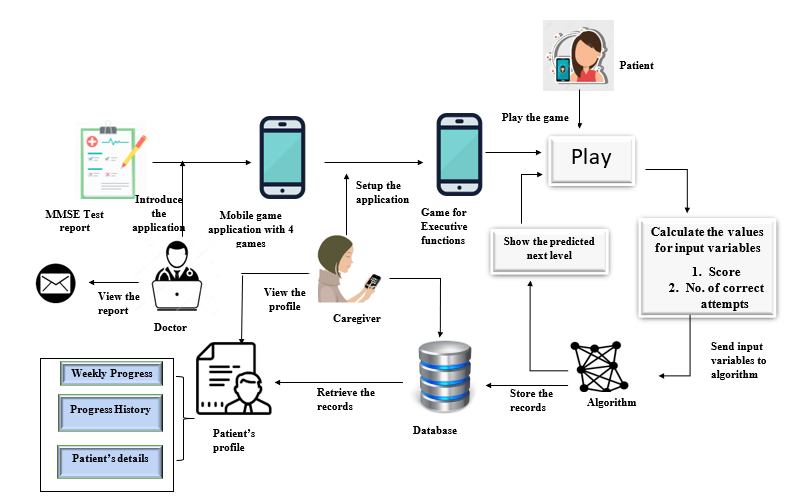 Patient
Play the game
Play
MMSE Test
report
Introduce
the
application
Mobile game
application with 4
games
Setup the
application
Game for
Executive
functions
Show the predicted
next level
Calculate the values
for input variables
1. Score
2. No. of correct
attempts
View the
report
Doctor
View the
profile
Caregiver
Send input
variables to
algorithm
Weekly Progress
Progress History
Patient's details
Patient's
profile
Retrieve the
records
Database
Store the
records
Algorithm